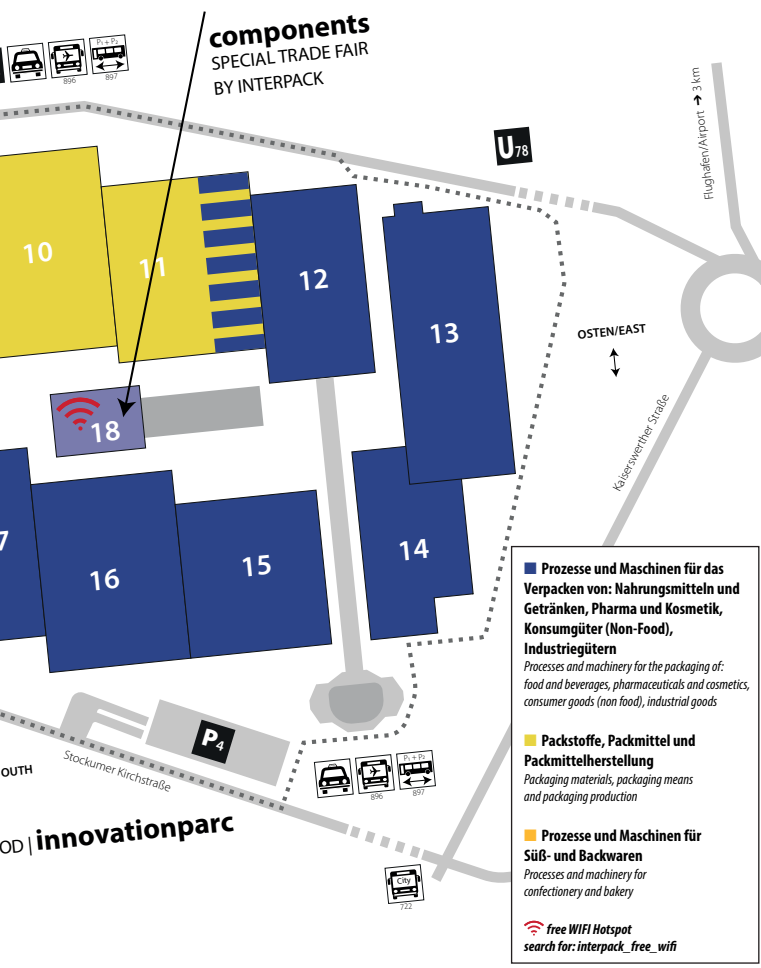 components
SPECIAL TRADE FAIR
BY INTERPACK
P₁ + P₂
896
897
U78
Flughafen/Airport → 3 km
10
11
12
13
OSTEN/EAST
Kaiserswerther Straße
18
7
16
15
14
P4
Stockumer Kirchstraße
OUTH
P₁ + P₂
896
897
OD | innovationparc
City
722
Prozesse und Maschinen für das
Verpacken von: Nahrungsmitteln und
Getränken, Pharma und Kosmetik,
Konsumgüter (Non-Food),
Industriegütern
Processes and machinery for the packaging of:
food and beverages, pharmaceuticals and cosmetics,
consumer goods (non food), industrial goods
Packstoffe, Packmittel und
Packmittelherstellung
Packaging materials, packaging means
and packaging production
Prozesse und Maschinen für
Süß- und Backwaren
Processes and machinery for
confectionery and bakery
free WIFI Hotspot
search for: interpack_free_wifi